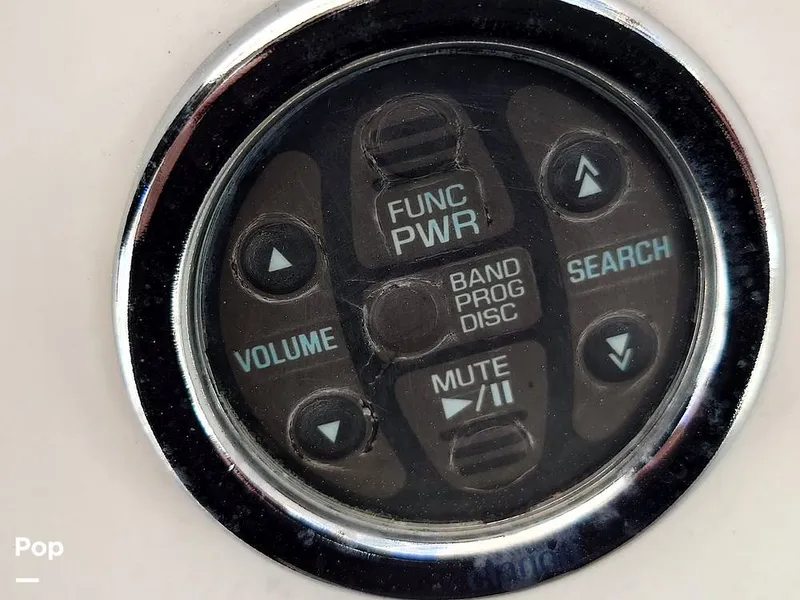 FUNC
PWR
BAND
PROG
DISC
SEARCH
VOLUME
MUTE
▶/II
Pop